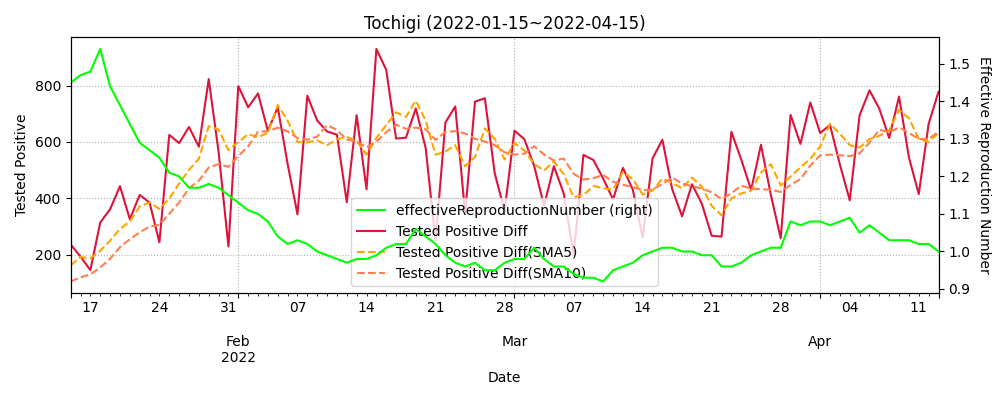 Tochigi (2022-01-15~2022-04-15)
Tested Positive
800
600
400
200
1.5
1.4
1.3
1.2
1.1
1.0
0.9
Effective Reproduction Number
effectiveReproductionNumber (right)
Tested Positive Diff
Tested Positive Diff(SMA5)
Tested Positive Diff(SMA10)
17 24 31 07 14 21 28 07 14 21 28 04 11
Feb Mar Apr
2022
Date